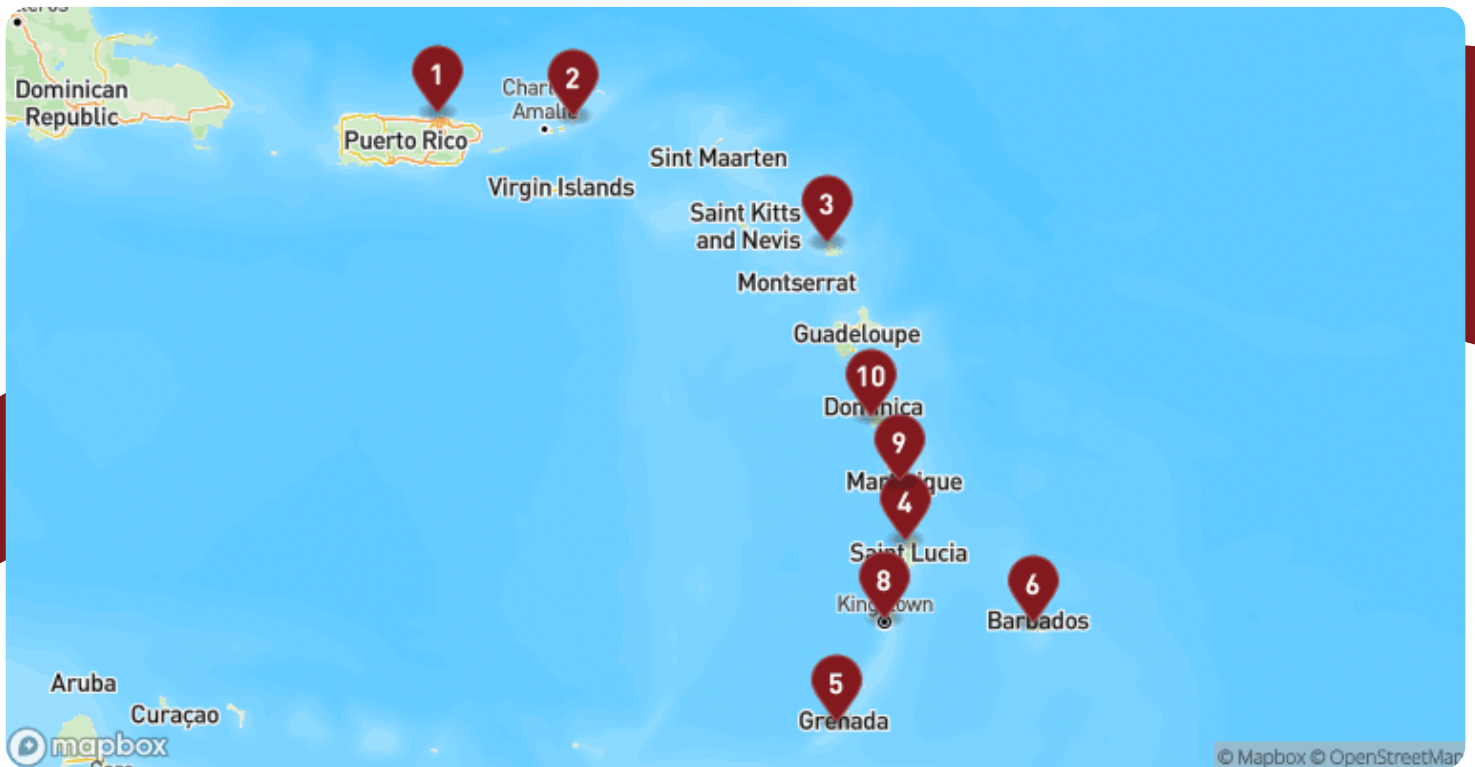 1
2
Dominican
Republic
Puerto Rico
Sint Maarten
Virgin Islands
3
Saint Kitts
and Nevis
Montserrat
Guadeloupe
10
9
4
Saint Lucia
8
6
Barbados
5
Grenada
Aruba
Curaçao
mapbox
© Mapbox © OpenStreetMap